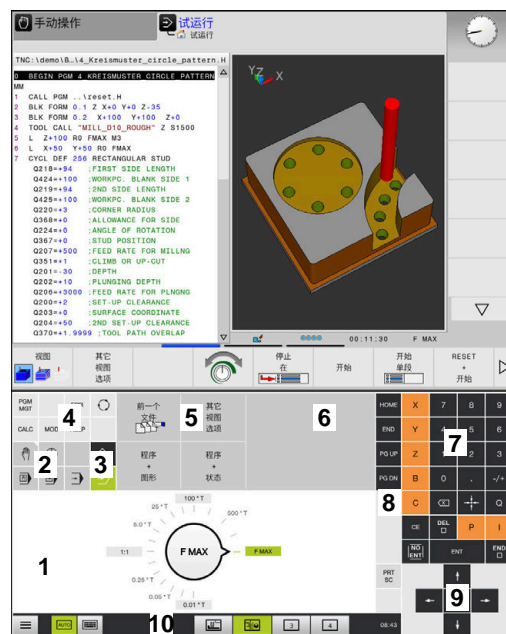 手动操作
试运行
试运行
TNC:\demo\B…\4_Kreismuster_circle_pattern.H
0 BEGIN PGM 4_KREISMUSTER_CIRCLE_PATTERN
MM
1 CALL PGM ..\reset.H
2 BLK FORM 0.1 Z X+0 Y+0 Z-35
3 BLK FORM 0.2 X+100 Y+100 Z+0
4 TOOL CALL "MILL_D10_ROUGH" Z S1500
5 L Z+100 R0 FMAX M3
6 L X+50 Y+50 R0 FMAX
7 CYCL DEF 256 RECTANGULAR STUD
Q218=+94 ;FIRST SIDE LENGTH
Q424=+100 ;WORKPC. BLANK SIDE 1
Q219=+94 ;2ND SIDE LENGTH
Q425=+100 ;WORKPC. BLANK SIDE 2
Q220=+3 ;CORNER RADIUS
Q368=+0 ;ALLOWANCE FOR SIDE
Q224=+0 ;ANGLE OF ROTATION
Q367=+0 ;STUD POSITION
Q207=+500 ;FEED RATE FOR MILLNG
Q351=+1 ;CLIMB OR UP-CUT
Q201=-30 ;DEPTH
Q202=+10 ;PLUNGING DEPTH
Q206=+3000 ;FEED RATE FOR PLNGNG
Q200=+2 ;SET-UP CLEARANCE
Q203=+0 ;SURFACE COORDINATE
Q204=+50 ;2ND SET-UP CLEARANCE
Q370=+1.9999 ;TOOL PATH OVERLAP
Y Z X
00:11:30 F MAX
视图
其它
视图
选项
停止
在
开始
开始
单段
RESET
+
开始
PGM
MGT
4
CALC MOD
2
3
前一个
文件
5
其它
视图
选项
程序
+
图形
程序
+
状态
6
HOME X 7 8 9
END Y 5 6
7
PG UP Z 2 3
PG DN B 0 . -/+
8
C Q
CE DEL P I
NO
ENT
ENT
END
PRT
SC
9
1
100 °T
25 °T
500 °T
5.0 °T
1:1
F MAX
F MAX
0.25 °T
0.05 °T
0.01 °T
AUTO
10
3
4
08:43